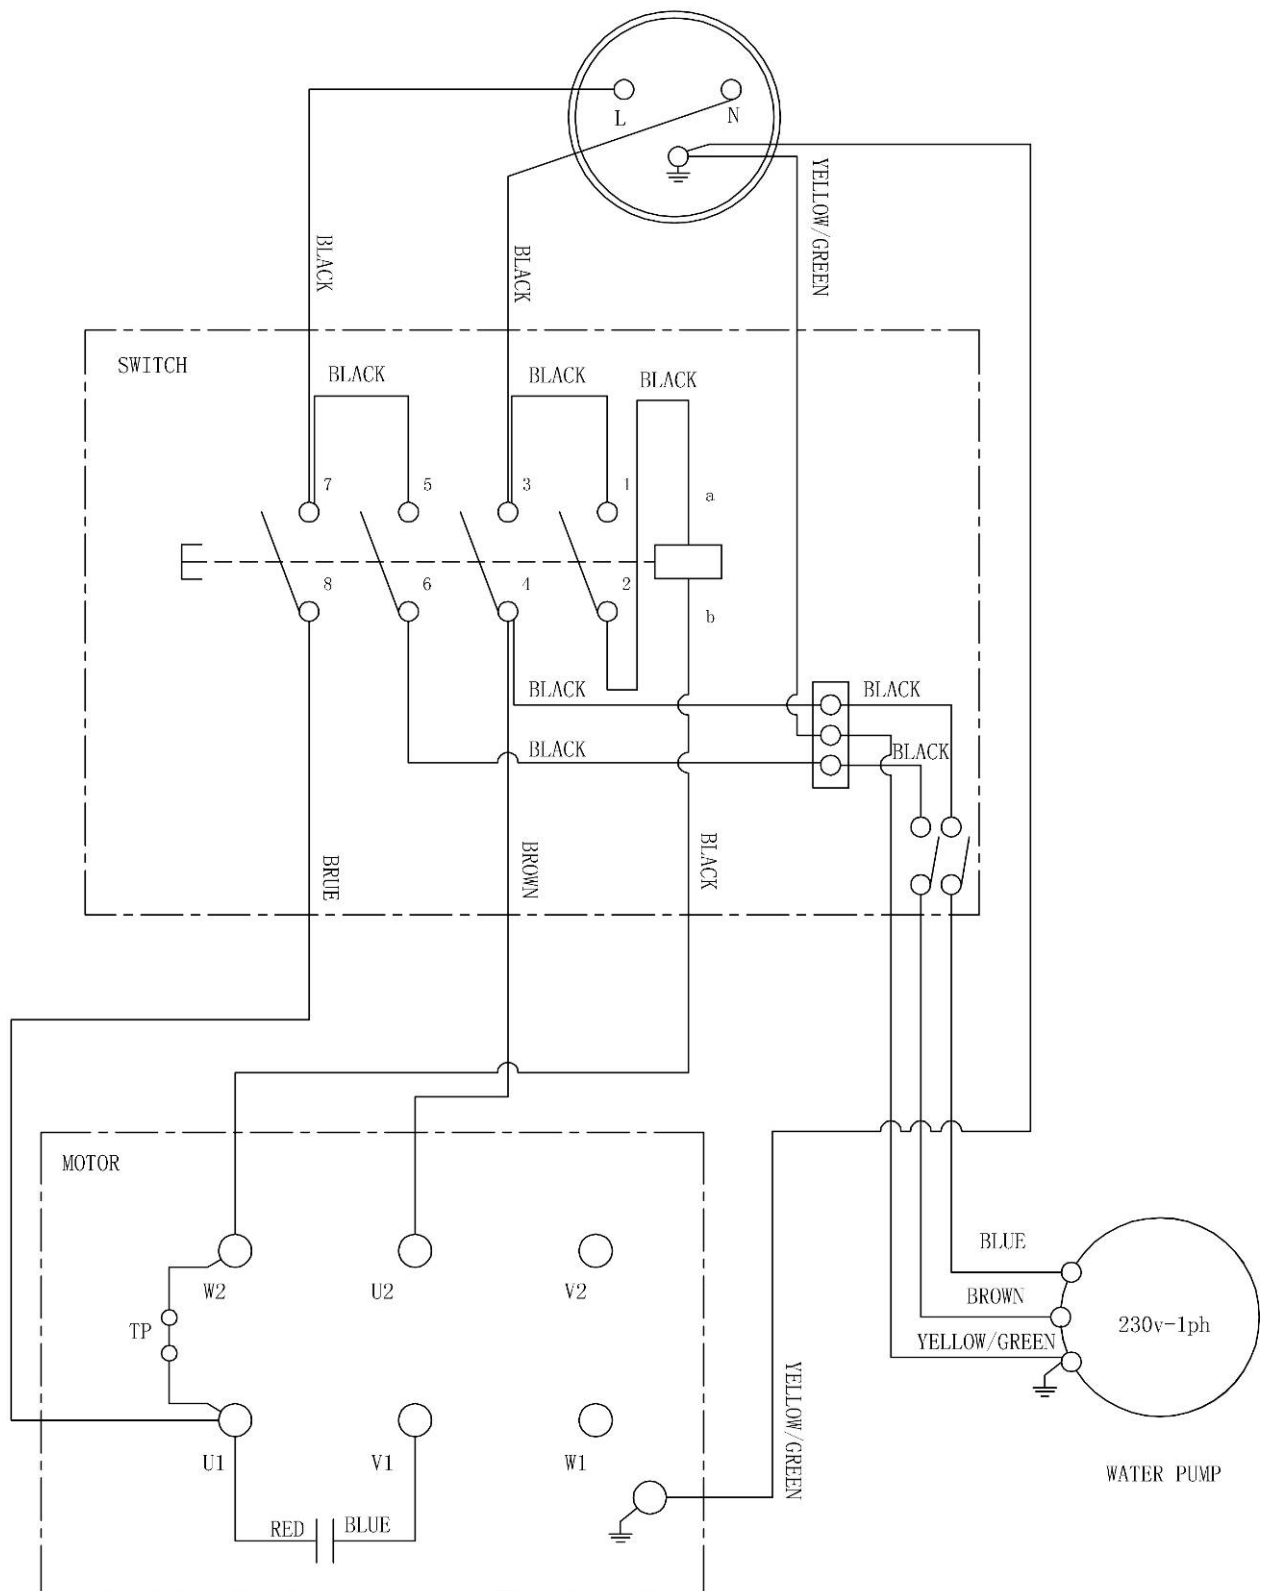 L
N
YELLOW/GREEN
BLACK
BLACK
SWITCH
BLACK
BLACK
BLACK
7
5
3
1
a
8
6
4
2
b
BLACK
BLACK
BLACK
BLACK
BRUE
BROWN
BLACK
MOTOR
W2
U2
V2
TP
U1
V1
W1
RED
BLUE
YELLOW/GREEN
BLUE
BROWN
YELLOW/GREEN
230v-1ph
WATER PUMP